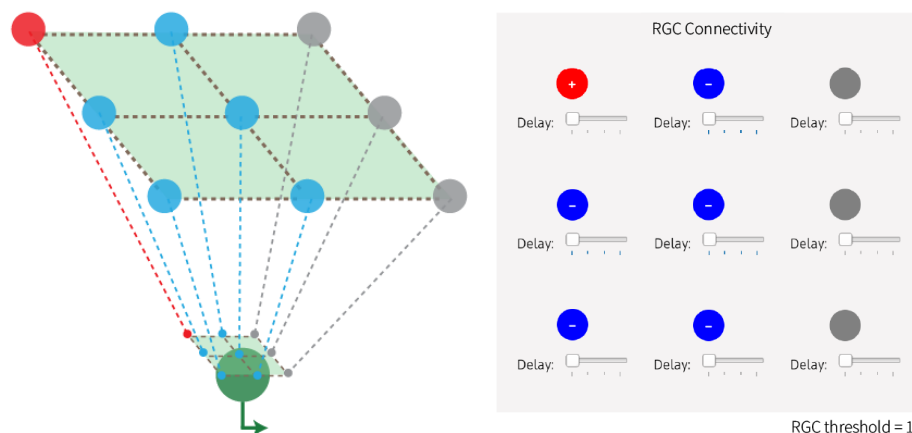 RGC Connectivity
+ −
Delay: Delay: Delay:
− −
Delay: Delay: Delay:
− −
Delay: Delay: Delay:
RGC threshold = 1